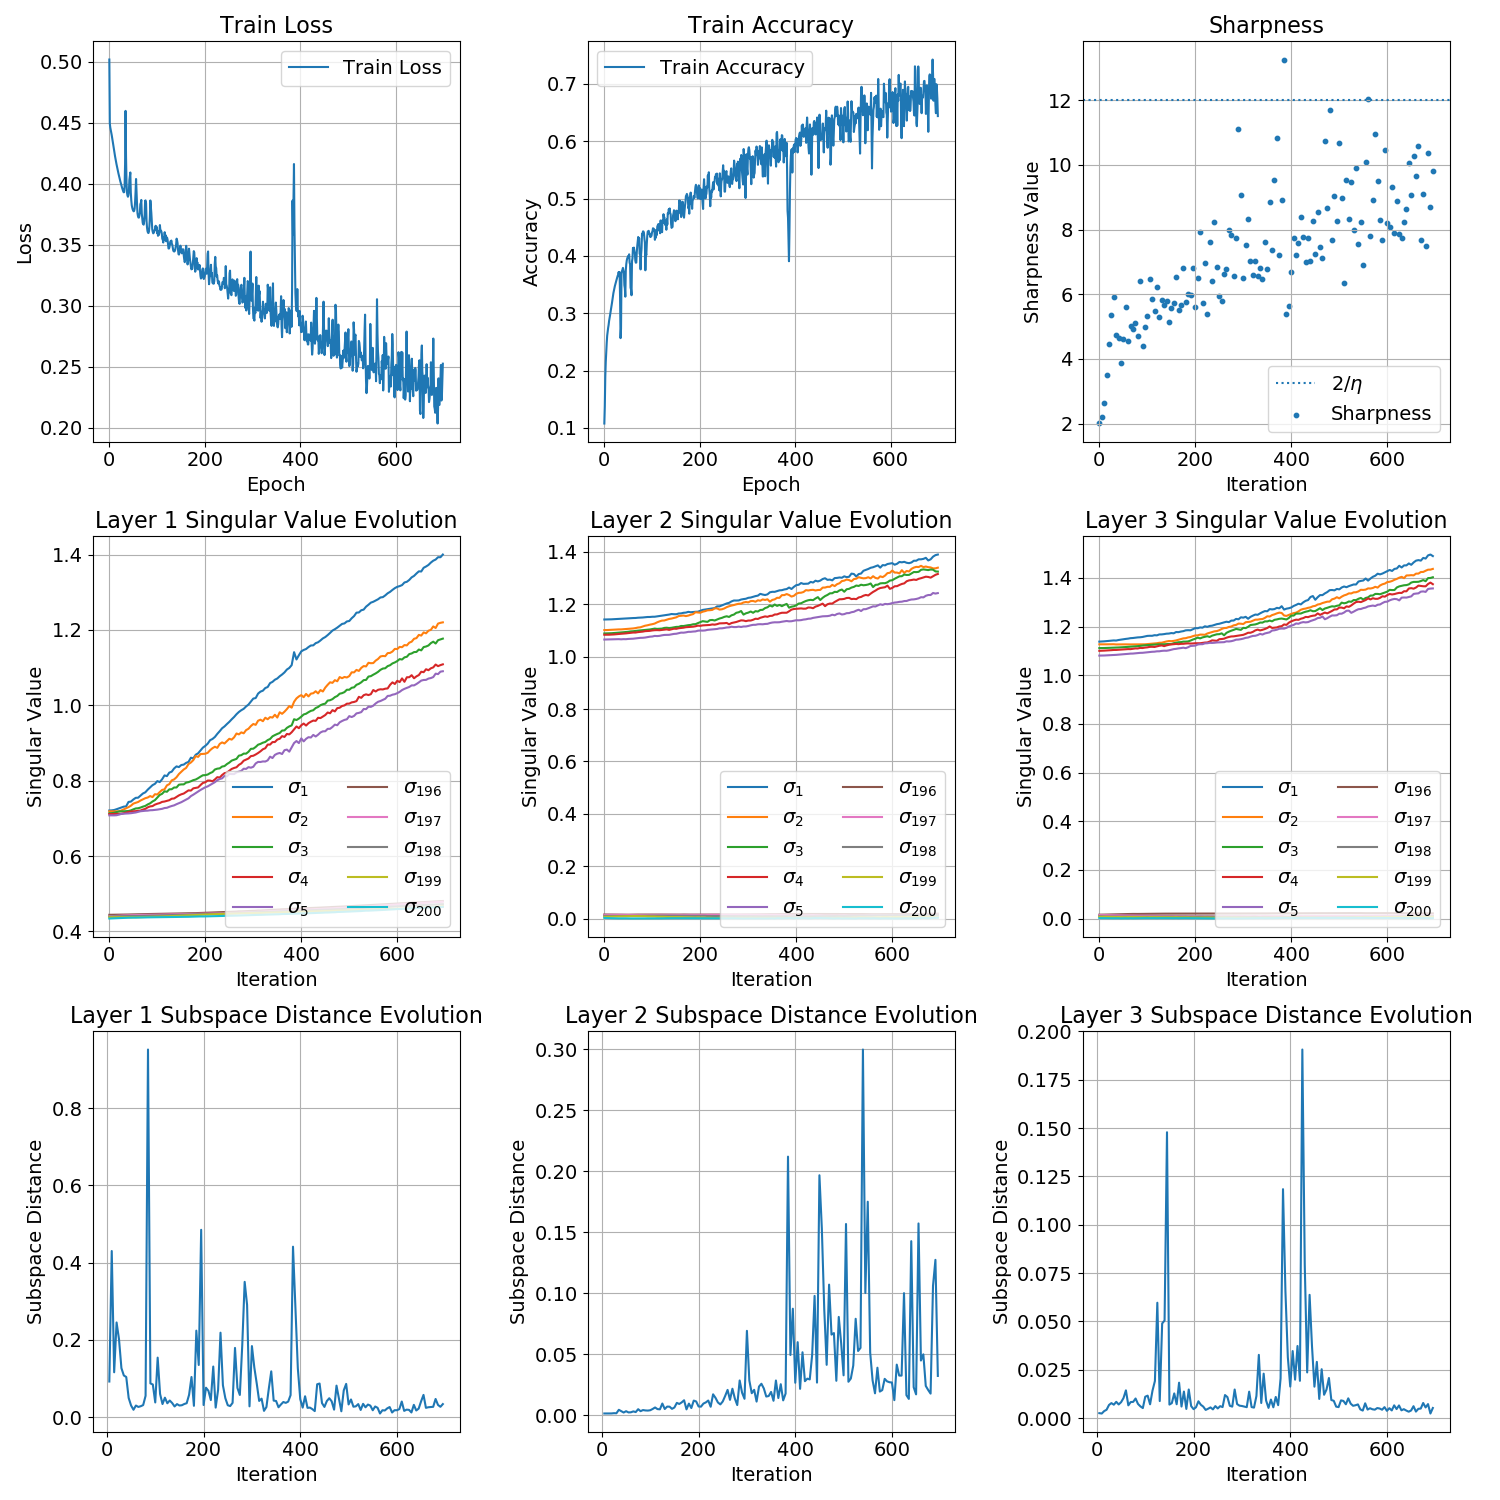 Train Loss
Train Loss
0.50
0.45
0.40
0.35
0.30
0.25
0.20
Loss
0 200 400 600
Epoch
Train Accuracy
Train Accuracy
0.7
0.6
0.5
0.4
0.3
0.2
0.1
Accuracy
0 200 400 600
Epoch
Sharpness
12
10
8
6
4
2
Sharpness Value
2/η
Sharpness
0 200 400 600
Iteration
Layer 1 Singular Value Evolution
1.4
1.2
1.0
0.8
0.6
0.4
Singular Value
σ1 σ196
σ2 σ197
σ3 σ198
σ4 σ199
σ5 σ200
0 200 400 600
Iteration
Layer 2 Singular Value Evolution
1.4
1.2
1.0
0.8
0.6
0.4
0.2
0.0
Singular Value
σ1 σ196
σ2 σ197
σ3 σ198
σ4 σ199
σ5 σ200
0 200 400 600
Iteration
Layer 3 Singular Value Evolution
1.4
1.2
1.0
0.8
0.6
0.4
0.2
0.0
Singular Value
σ1 σ196
σ2 σ197
σ3 σ198
σ4 σ199
σ5 σ200
0 200 400 600
Iteration
Layer 1 Subspace Distance Evolution
0.8
0.6
0.4
0.2
0.0
Subspace Distance
0 200 400 600
Iteration
Layer 2 Subspace Distance Evolution
0.30
0.25
0.20
0.15
0.10
0.05
0.00
Subspace Distance
0 200 400 600
Iteration
Layer 3 Subspace Distance Evolution
0.200
0.175
0.150
0.125
0.100
0.075
0.050
0.025
0.000
Subspace Distance
0 200 400 600
Iteration